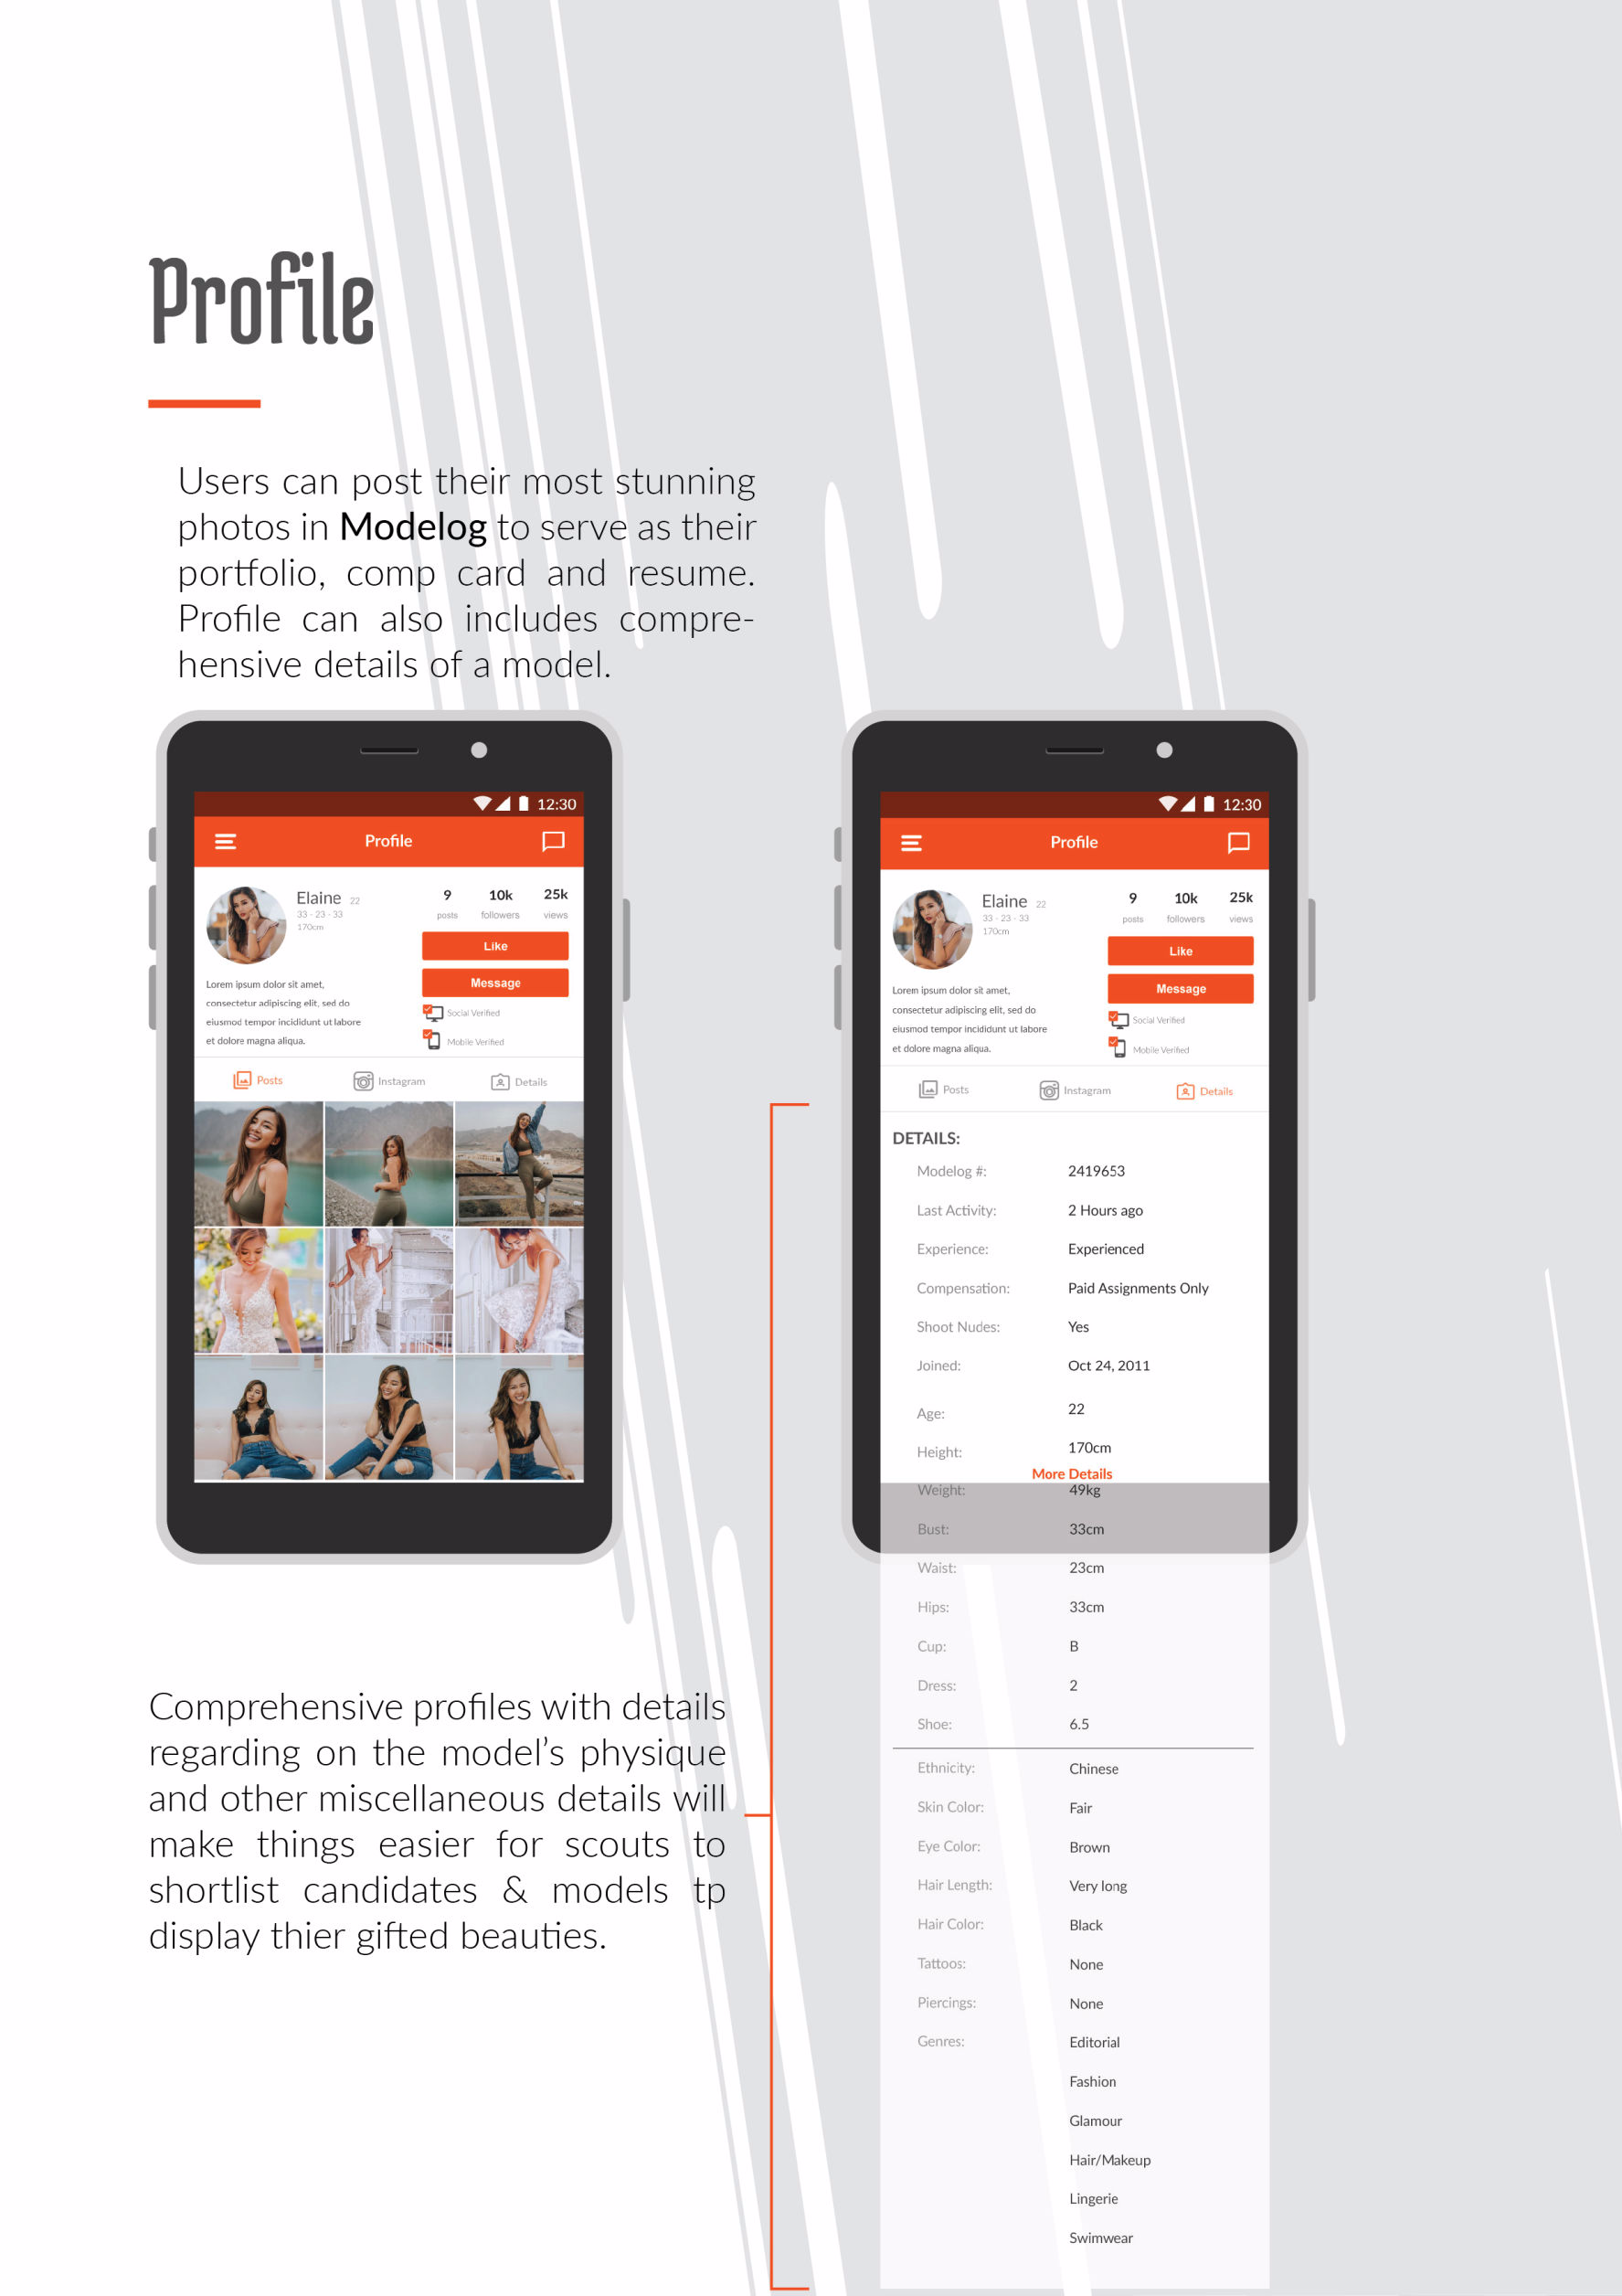 Profile
Users can post their most stunning
photos in Modelog to serve as their
portfolio, comp card and resume.
Profile can also includes compre-
hensive details of a model.
12:30
Profile
Elaine 22
33 - 23 - 33
170cm
9 10k 25k
posts followers views
Like
Message
Lorem ipsum dolor sit amet,
consectetur adipiscing elit, sed do
eiusmod tempor incididunt ut labore
et dolore magna aliqua.
Social Verified
Mobile Verified
Posts Instagram Details
12:30
Profile
Elaine 22
33 - 23 - 33
170cm
9 10k 25k
posts followers views
Like
Message
Lorem ipsum dolor sit amet,
consectetur adipiscing elit, sed do
eiusmod tempor incididunt ut labore
et dolore magna aliqua.
Social Verified
Mobile Verified
Posts Instagram Details
DETAILS:
Modelog #: 2419653
Last Activity: 2 Hours ago
Experience: Experienced
Compensation: Paid Assignments Only
Shoot Nudes: Yes
Joined: Oct 24, 2011
Age: 22
Height: 170cm
More Details
Weight: 49kg
Bust: 33cm
Waist: 23cm
Hips: 33cm
Cup: B
Dress: 2
Shoe: 6.5
Ethnicity: Chinese
Skin Color: Fair
Eye Color: Brown
Hair Length: Very long
Hair Color: Black
Tattoos: None
Piercings: None
Genres: Editorial
Fashion
Glamour
Hair/Makeup
Lingerie
Swimwear
Comprehensive profiles with details
regarding on the model's physique
and other miscellaneous details will
make things easier for scouts to
shortlist candidates & models tp
display thier gifted beauties.